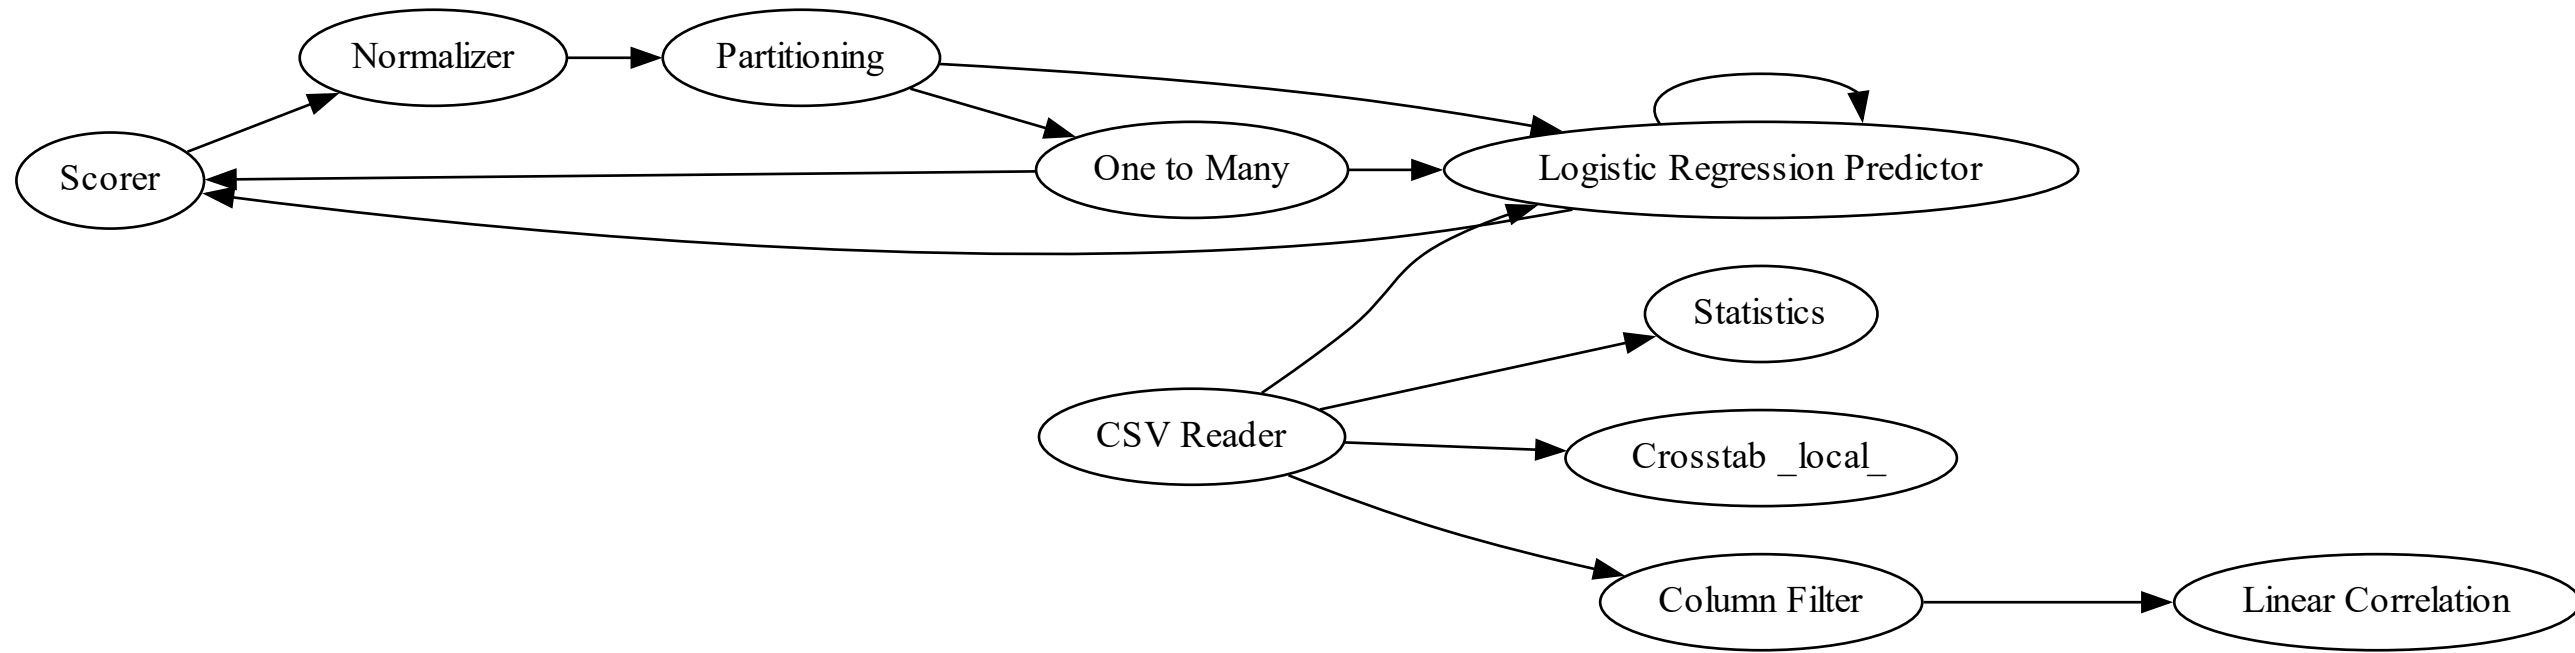 Normalizer
Partitioning
Scorer
One to Many
Logistic Regression Predictor
Statistics
CSV Reader
Crosstab _local_
Column Filter
Linear Correlation